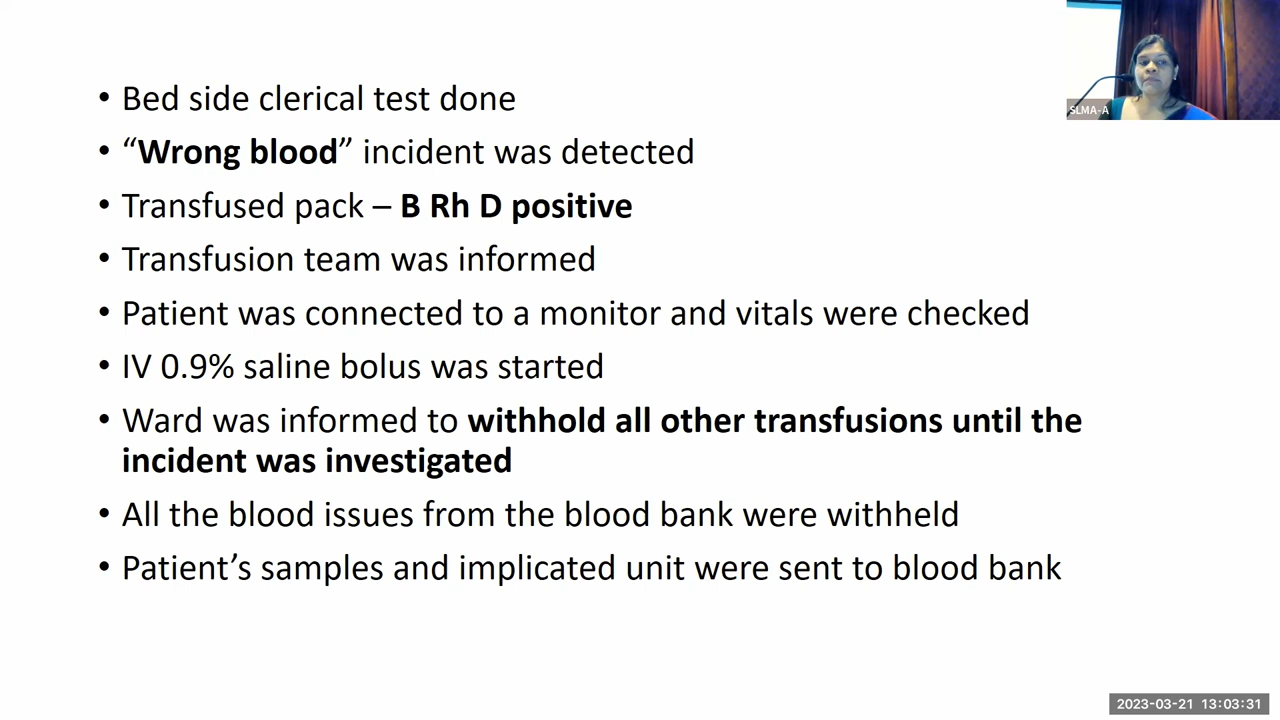 • Bed side clerical test done
• “Wrong blood” incident was detected
• Transfused pack – B Rh D positive
• Transfusion team was informed
• Patient was connected to a monitor and vitals were checked
• IV 0.9% saline bolus was started
• Ward was informed to withhold all other transfusions until the
incident was investigated
• All the blood issues from the blood bank were withheld
• Patient’s samples and implicated unit were sent to blood bank
SLMA-A
2023-03-21 13:03:31